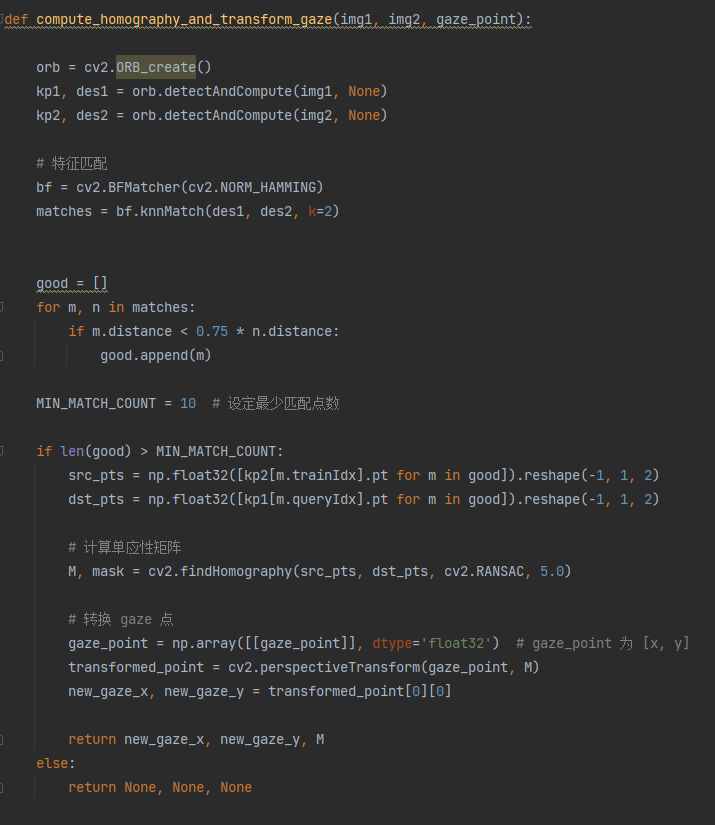 def compute_homography_and_transform_gaze(img1, img2, gaze_point):
orb = cv2.ORB_create()
kp1, des1 = orb.detectAndCompute(img1, None)
kp2, des2 = orb.detectAndCompute(img2, None)
# 特征匹配
bf = cv2.BFMatcher(cv2.NORM_HAMMING)
matches = bf.knnMatch(des1, des2, k=2)
good = []
for m, n in matches:
if m.distance < 0.75 * n.distance:
good.append(m)
MIN_MATCH_COUNT = 10  # 设定最少匹配点数
if len(good) > MIN_MATCH_COUNT:
src_pts = np.float32([kp2[m.trainIdx].pt for m in good]).reshape(-1, 1, 2)
dst_pts = np.float32([kp1[m.queryIdx].pt for m in good]).reshape(-1, 1, 2)
# 计算单应性矩阵
M, mask = cv2.findHomography(src_pts, dst_pts, cv2.RANSAC, 5.0)
# 转换 gaze 点
gaze_point = np.array([[gaze_point]], dtype='float32')  # gaze_point 为 [x, y]
transformed_point = cv2.perspectiveTransform(gaze_point, M)
new_gaze_x, new_gaze_y = transformed_point[0][0]
return new_gaze_x, new_gaze_y, M
else:
return None, None, None